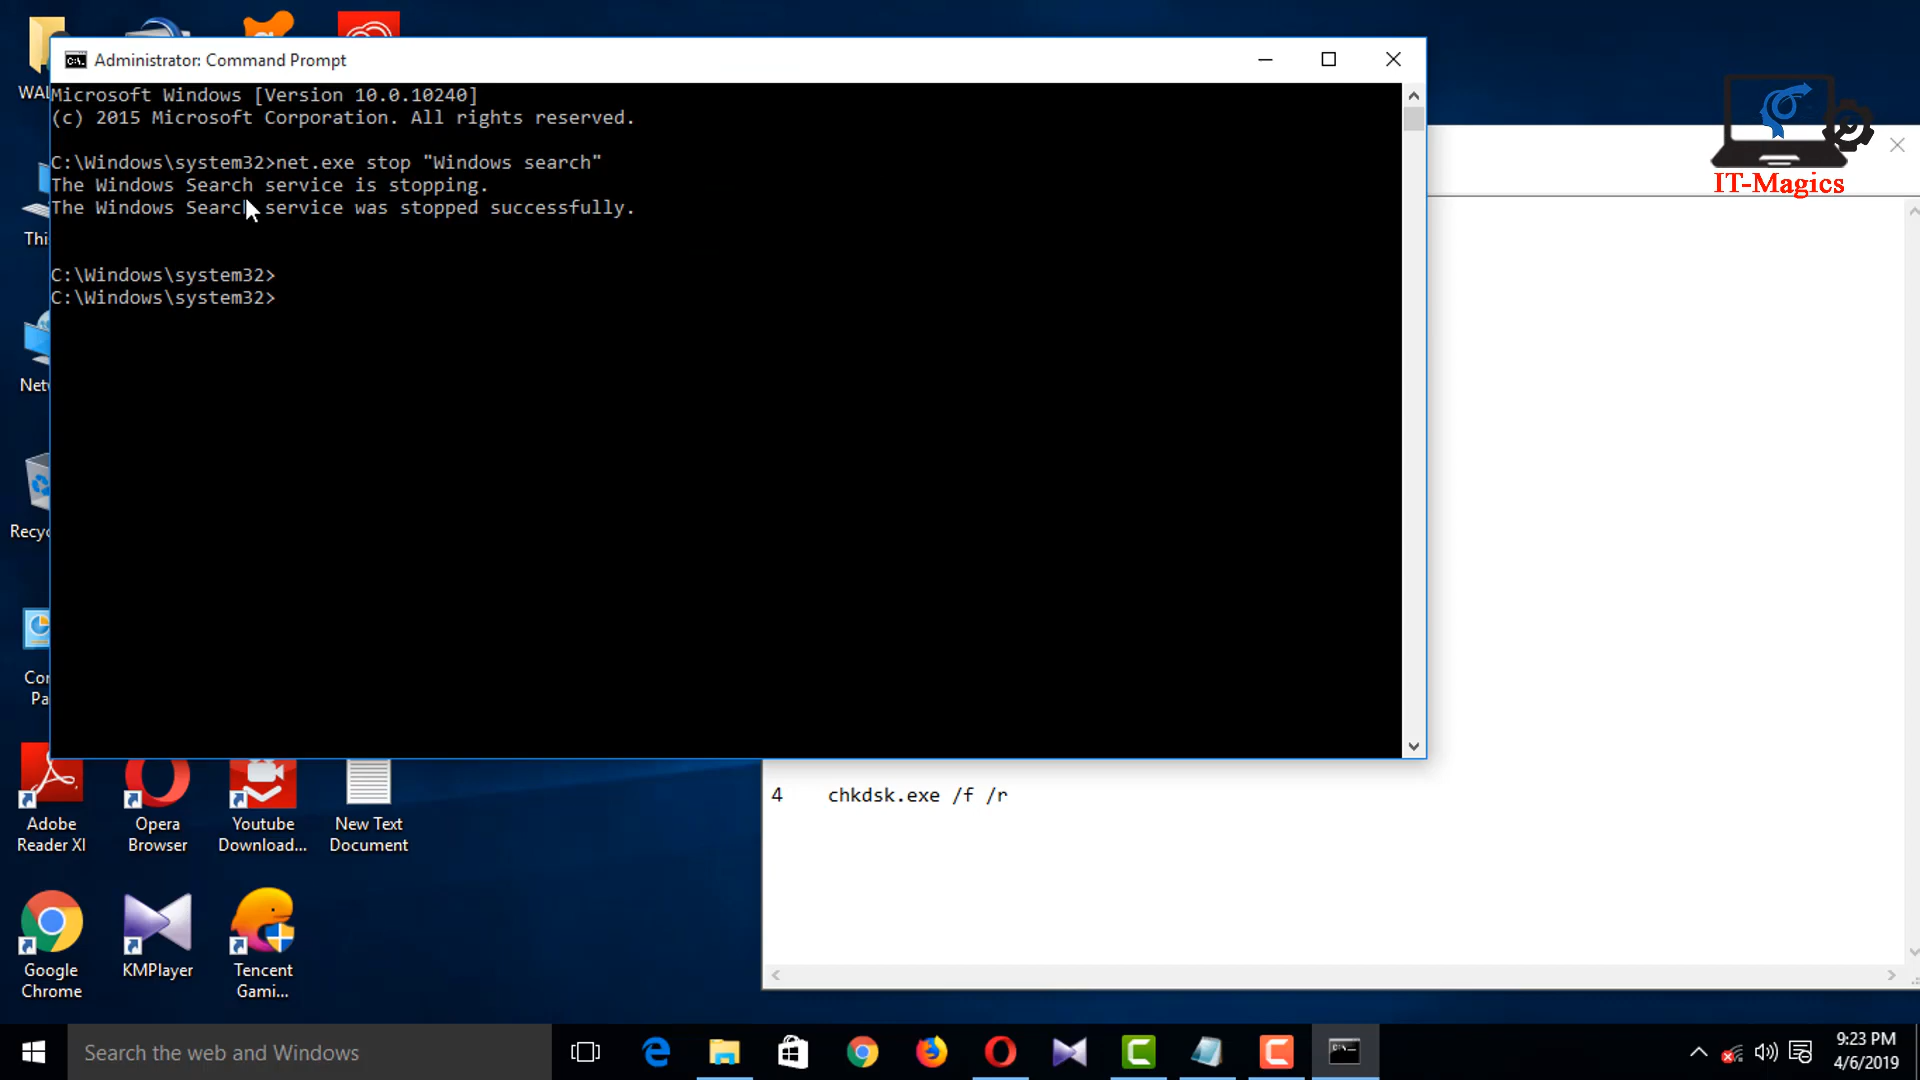 Administrator: Command Prompt
Microsoft Windows [Version 10.0.10240]
(c) 2015 Microsoft Corporation. All rights reserved.
C:\Windows\system32>net.exe stop "Windows search"
The Windows Search service is stopping.
The Windows Search service was stopped successfully.
C:\Windows\system32>
C:\Windows\system32>
IT-Magics
4 chkdsk.exe /f /r
Adobe
Reader XI
Opera
Browser
Youtube
Download...
New Text
Document
Google
Chrome
KMPlayer
Tencent
Gami...
Search the web and Windows
9:23 PM
4/6/2019